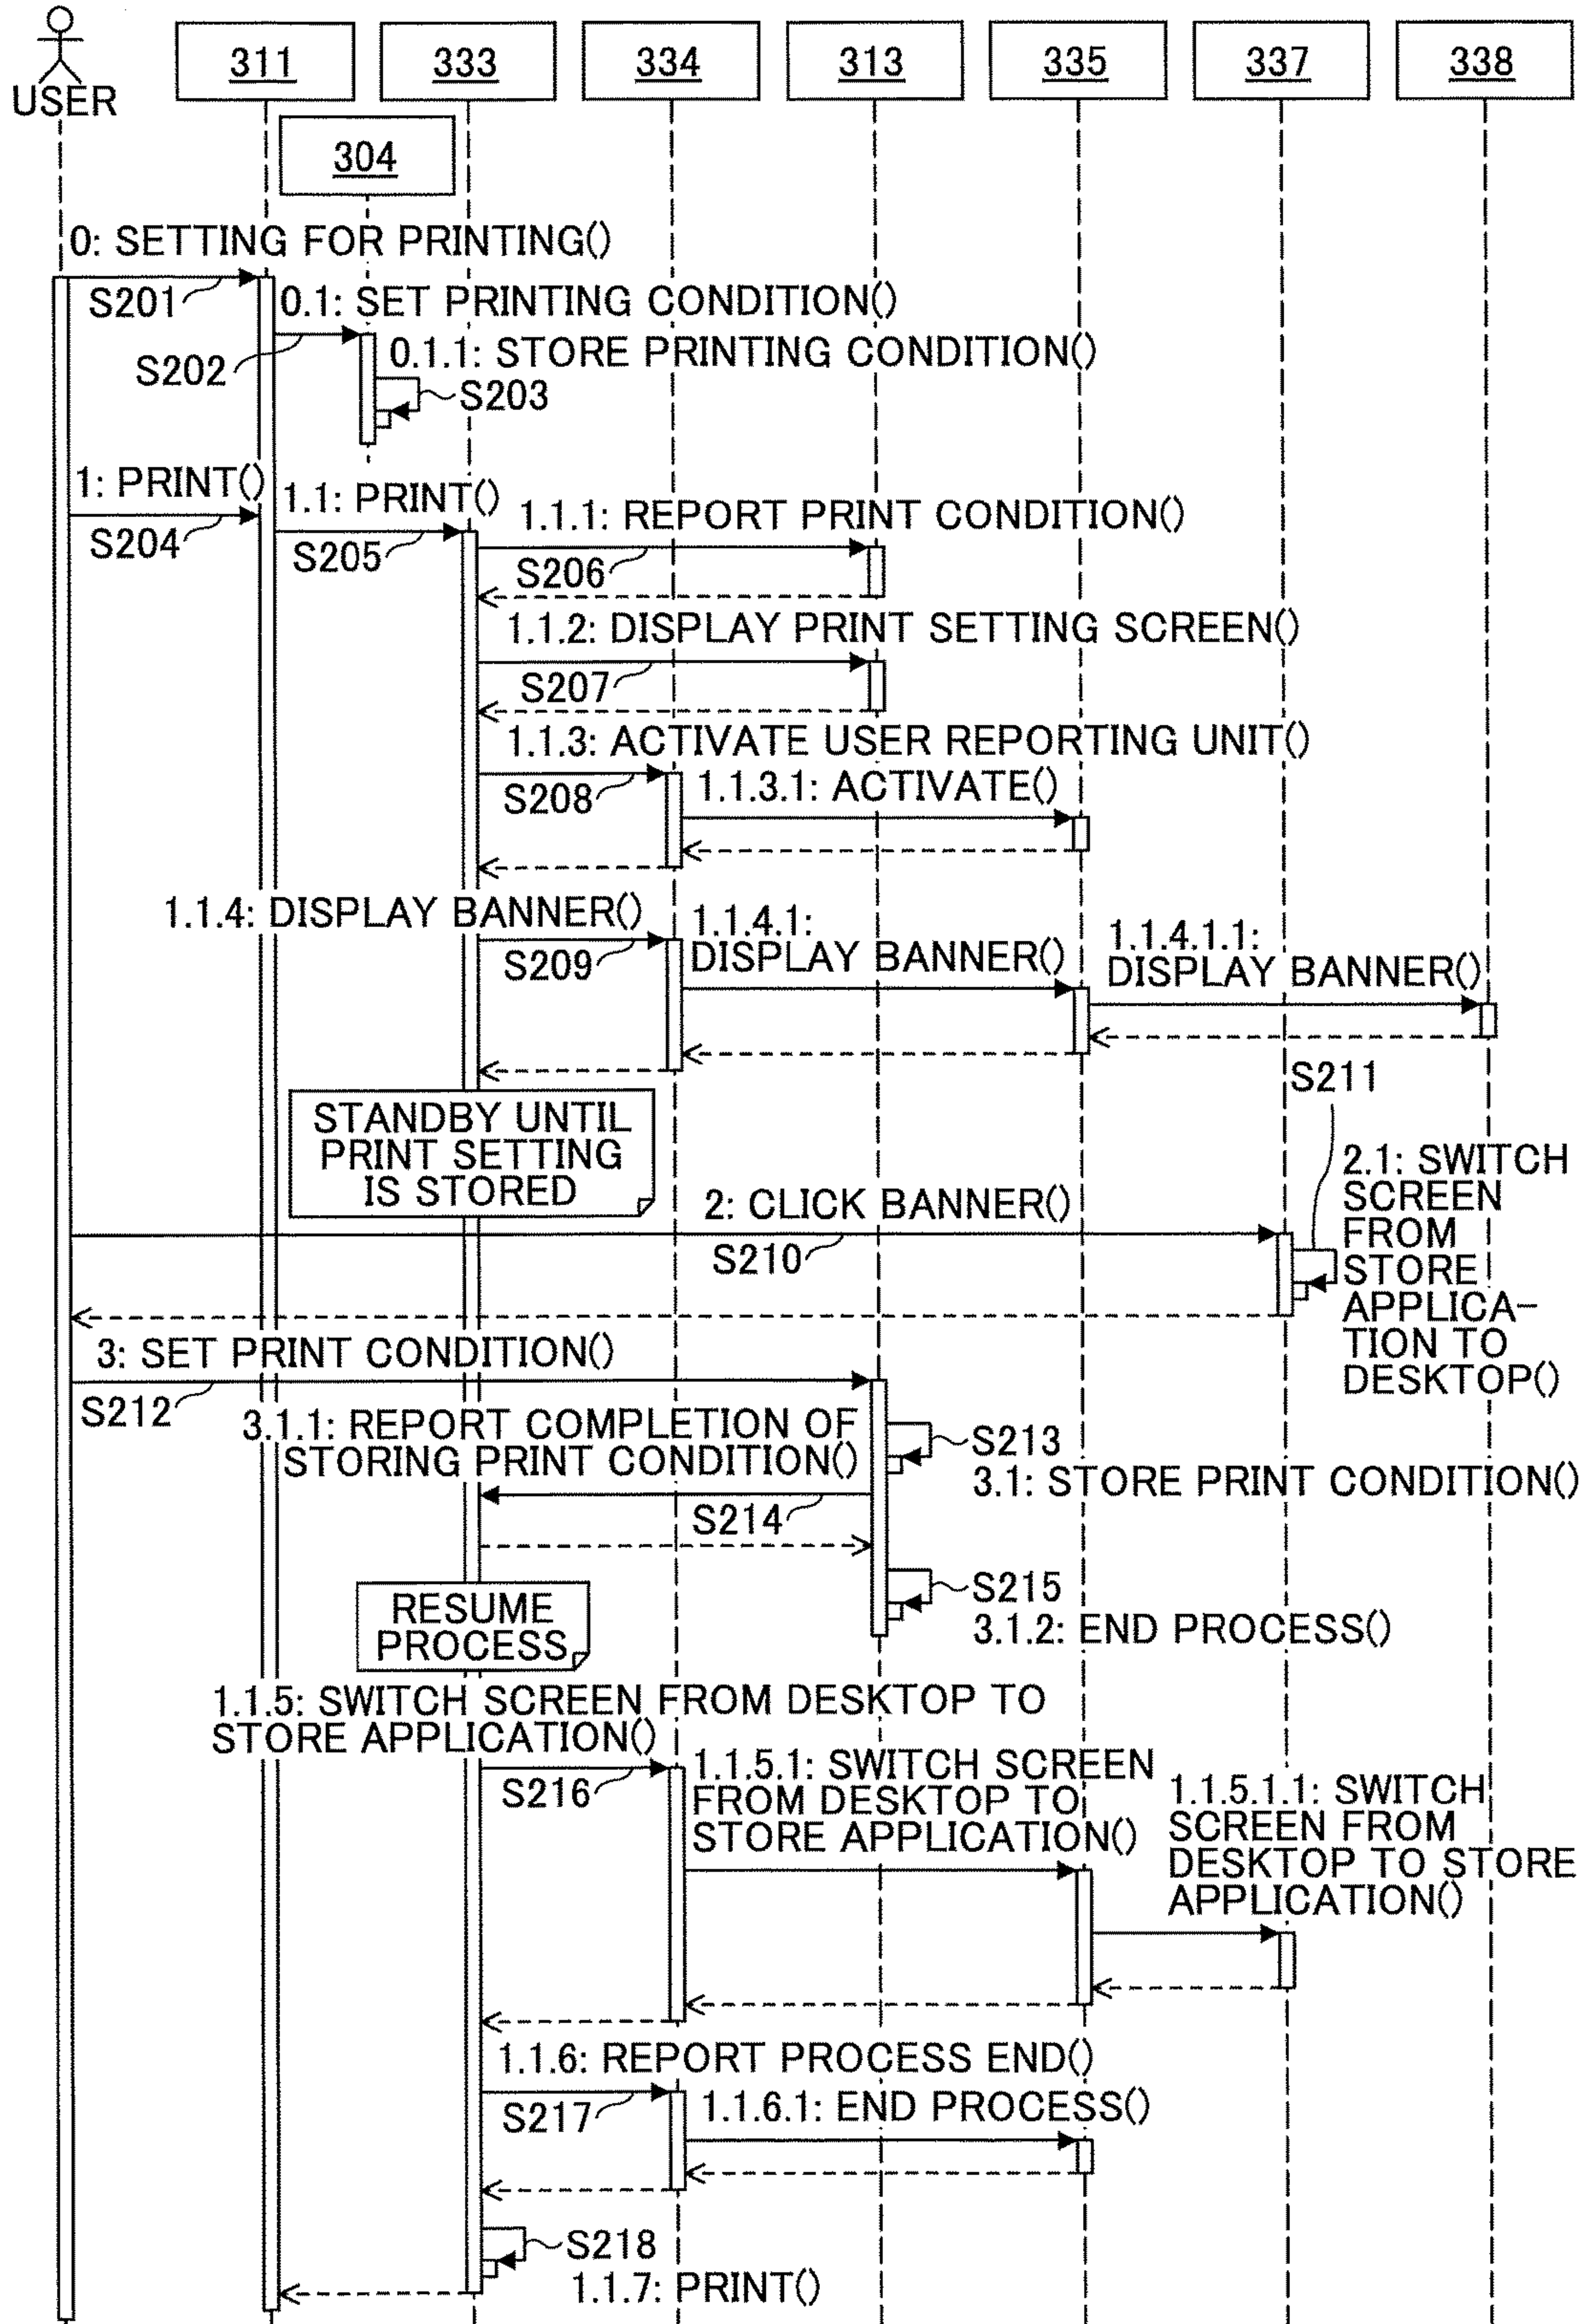 USER
311
333
334
313
335
337
338
304
0: SETTING FOR PRINTING()
S201
0.1: SET PRINTING CONDITION()
S202
0.1.1: STORE PRINTING CONDITION()
S203
1: PRINT()
S204
1.1: PRINT()
S205
1.1.1: REPORT PRINT CONDITION()
S206
1.1.2: DISPLAY PRINT SETTING SCREEN()
S207
1.1.3: ACTIVATE USER REPORTING UNIT()
S208
1.1.3.1: ACTIVATE()
1.1.4: DISPLAY BANNER()
S209
1.1.4.1:
DISPLAY BANNER()
1.1.4.1.1:
DISPLAY BANNER()
STANDBY UNTIL
PRINT SETTING
IS STORED
S211
2.1: SWITCH
SCREEN
FROM
STORE
APPLICA-
TION TO
DESKTOP()
2: CLICK BANNER()
S210
3: SET PRINT CONDITION()
S212
S213
3.1: STORE PRINT CONDITION()
3.1.1: REPORT COMPLETION OF
STORING PRINT CONDITION()
S214
S215
3.1.2: END PROCESS()
RESUME
PROCESS
1.1.5: SWITCH SCREEN FROM DESKTOP TO
STORE APPLICATION()
S216
1.1.5.1: SWITCH SCREEN
FROM DESKTOP TO
STORE APPLICATION()
1.1.5.1.1: SWITCH
SCREEN FROM
DESKTOP TO STORE
APPLICATION()
1.1.6: REPORT PROCESS END()
S217
1.1.6.1: END PROCESS()
S218
1.1.7: PRINT()